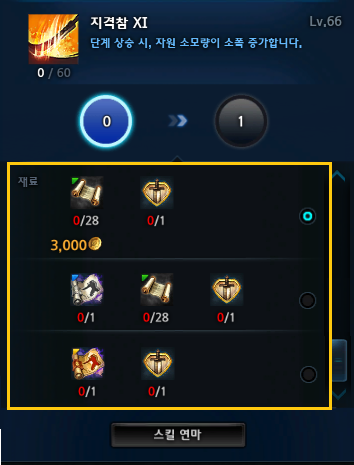 지격참 XI
Lv.66
단계 상승 시, 자원 소모량이 소폭 증가합니다.
0 / 60
0
1
재료
0/28
0/1
3,000
0/1
0/28
0/1
0/1
0/1
스킬 연마